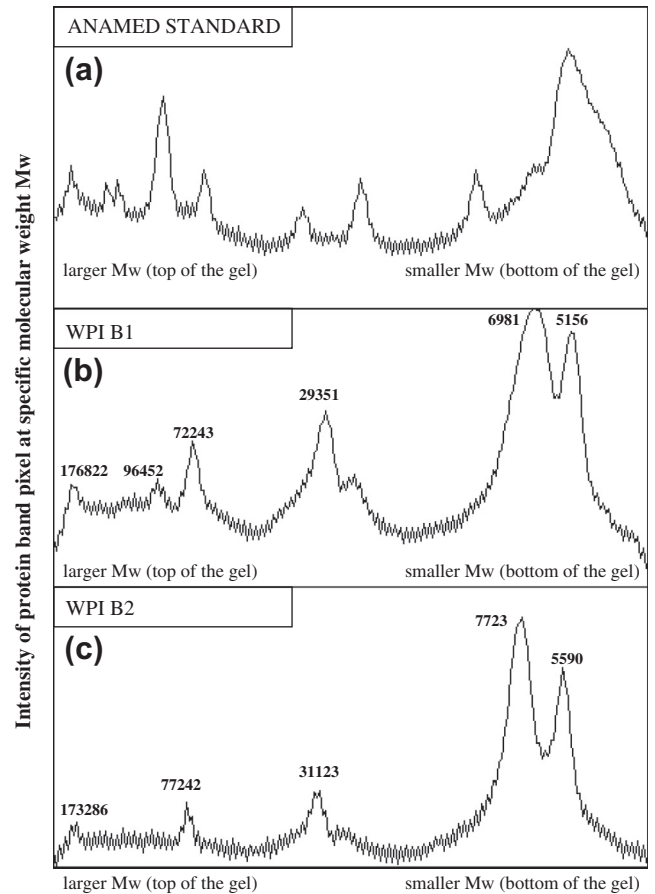 Intensity of protein band pixel at specific molecular weight Mw
ANAMED STANDARD
(a)
larger Mw (top of the gel) smaller Mw (bottom of the gel)
WPI B1
(b)
176822
96452
72243
29351
6981
5156
larger Mw (top of the gel) smaller Mw (bottom of the gel)
WPI B2
(c)
173286
77242
31123
7723
5590
larger Mw (top of the gel) smaller Mw (bottom of the gel)